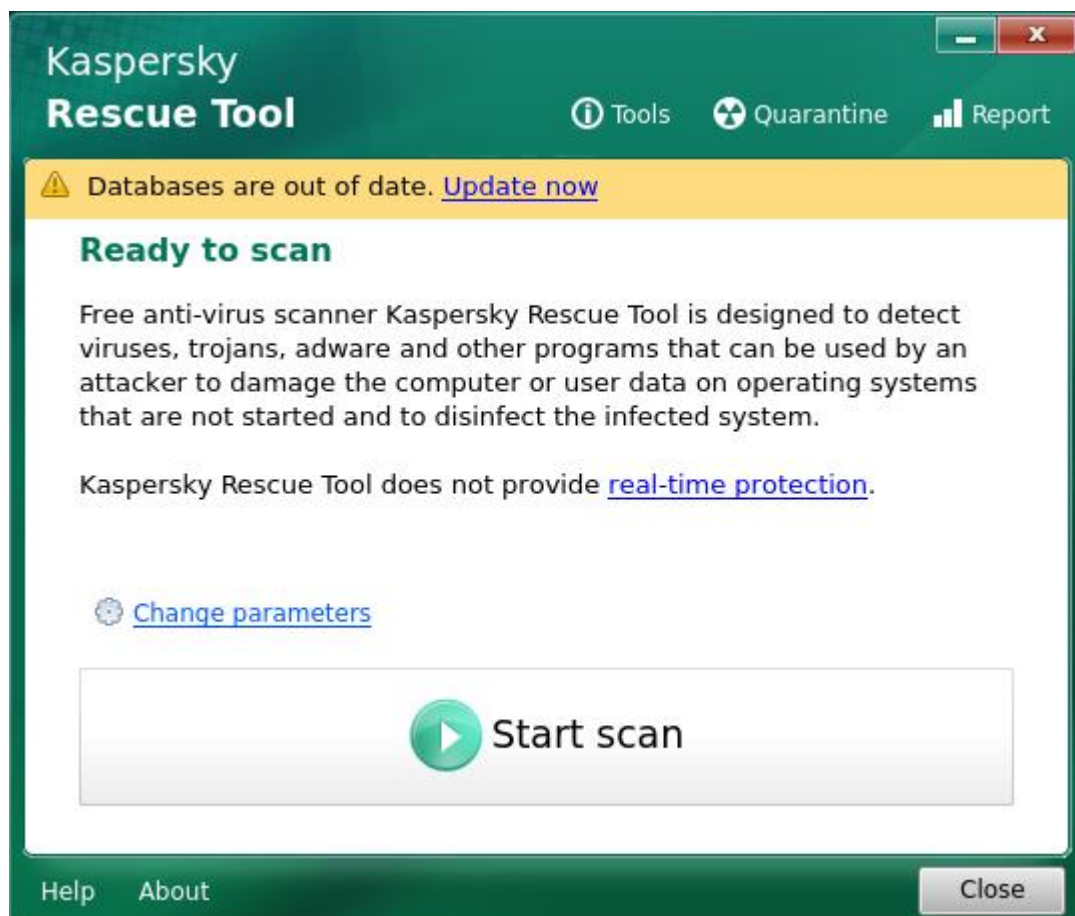 Kaspersky
Rescue Tool
Tools Quarantine Report
Databases are out of date. Update now
Ready to scan
Free anti-virus scanner Kaspersky Rescue Tool is designed to detect
viruses, trojans, adware and other programs that can be used by an
attacker to damage the computer or user data on operating systems
that are not started and to disinfect the infected system.
Kaspersky Rescue Tool does not provide real-time protection.
Change parameters
Start scan
Help About Close